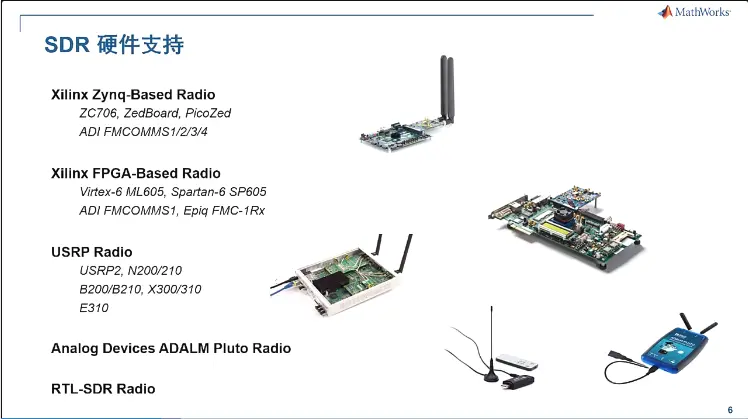 MathWorks
SDR 硬件支持
Xilinx Zynq-Based Radio
ZC706, ZedBoard, PicoZed
ADI FMCOMMS1/2/3/4
Xilinx FPGA-Based Radio
Virtex-6 ML605, Spartan-6 SP605
ADI FMCOMMS1, Epiq FMC-1Rx
USRP Radio
USRP2, N200/210
B200/B210, X300/310
E310
Analog Devices ADALM Pluto Radio
RTL-SDR Radio
6